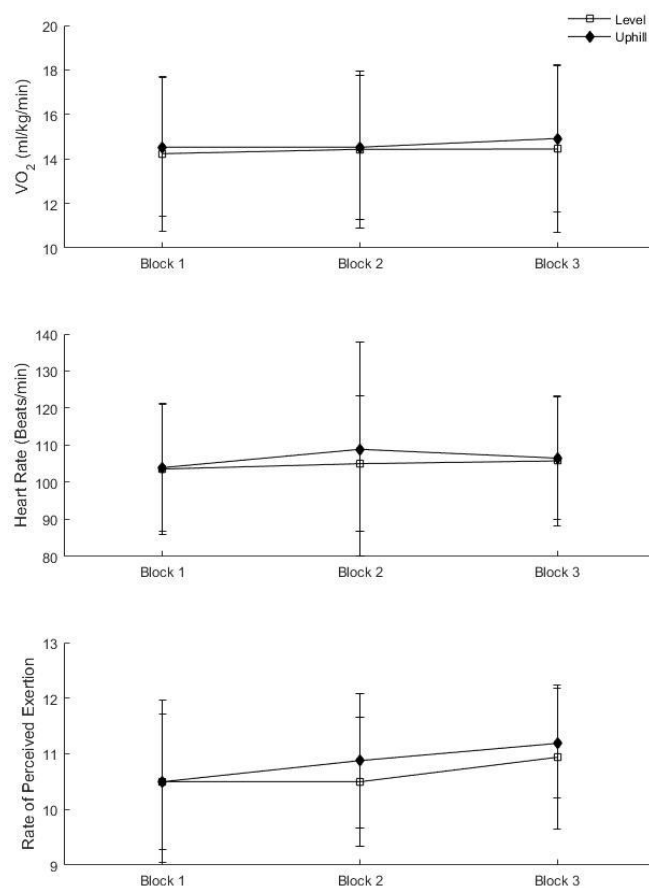 Level
Uphill
VO2 (ml/kg/min)
20
18
16
14
12
10
Block 1 Block 2 Block 3
Heart Rate (Beats/min)
140
130
120
110
100
90
80
Block 1 Block 2 Block 3
Rate of Perceived Exertion
13
12
11
10
9
Block 1 Block 2 Block 3